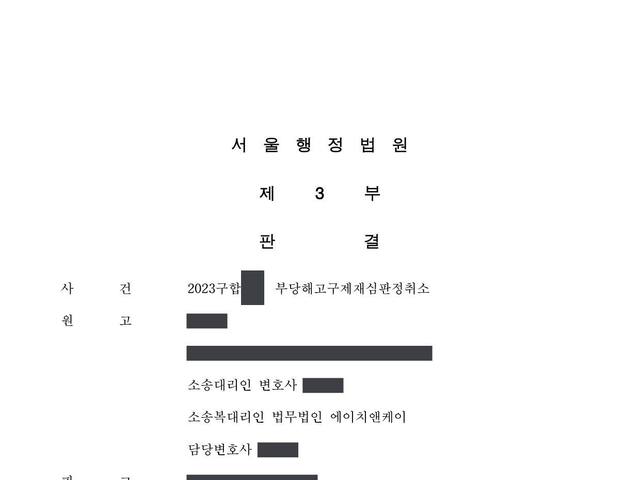 서 울 행 정 법 원
제 3 부
판 결
사 건 2023구합 부당해고구제재심판정취소
원 고
소송대리인 변호사
소송복대리인 법무법인 에이치앤케이
담당변호사